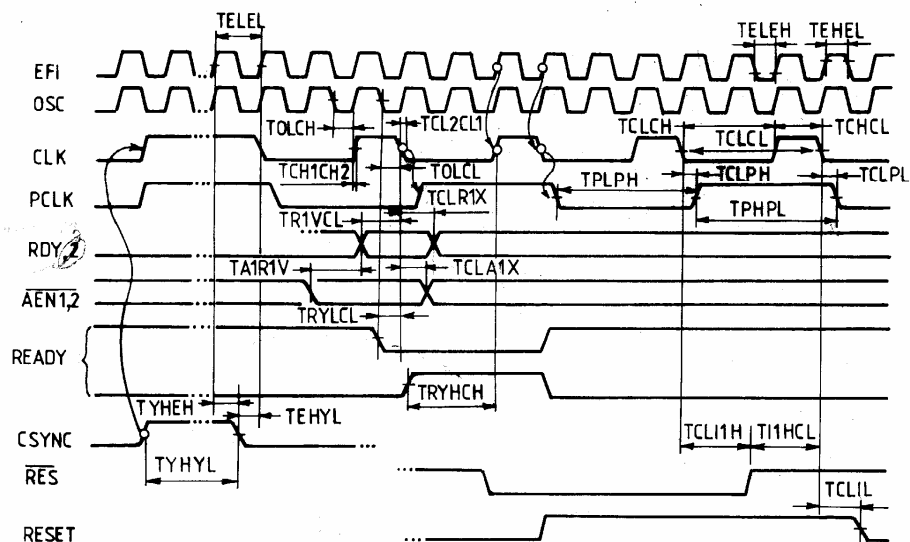 TELEL TELEH TEHEL
EFI
OSC
TOLCH TCL2CL1 TCLCH TCLCL TCHCL
CLK
TCH1CH2 TOLCL TPLPH TCLPH TCLPL
PCLK
TR1VCL TCLR1X TPHPL
RDY 2
TA1R1V TCLA1X
AEN1,2
TRYLCL
READY
TRYHCH
TYHEH TEHYL
CSYNC
TYHYL TCLI1H TI1HCL
RES
TCLIL
RESET